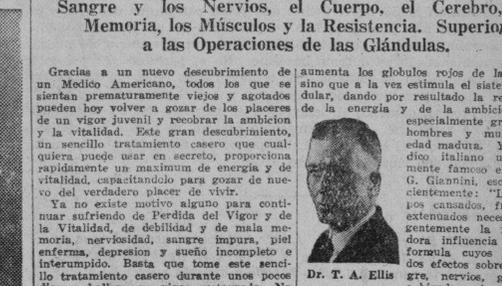 Sangre y los Nervios, el Cuerpo, el Cerebro,
Memoria, los Músculos y la Resistencia. Superior
a las Operaciones de las Glándulas.
Gracias a un nuevo descubrimiento de
un Medico Americano, todos los que se
sientan prematuramente viejos y agotados
pueden hoy volver a gozar de los placeres
de un vigor juvenil y recobrar la ambicion
y la vitalidad. Este gran descubrimiento,
un sencillo tratamiento casero que cual-
quiera puede usar en secreto, proporciona
rapidamente un maximum de energia y de
vitalidad, capacitandolo para gozar de nue-
vo del verdadero placer de vivir.
Ya no existe motivo alguno para conti-
nuar sufriendo de Perdida del Vigor y de
la Vitalidad, de debilidad y de mala me-
moria, nerviosidad, sangre impura, piel
enferma, depresion y sueño incompleto e
interumpido. Basta que tome este senci-
llo tratamiento casero durante unos pocos
aumenta los globulos rojos de la
sino que a la vez estimula el siste
dular, dando por resultado la
de la energia y de la ambici
especialmente
hombres y
edad madura.
dico italiano
mente famoso
G. Giannini,
cientemente:
pos cansados,
extenuados nece
gentemente la
dora influencia
formula cuyos
dos efectos sobre
gre, nervios,
Dr. T. A. Ellis